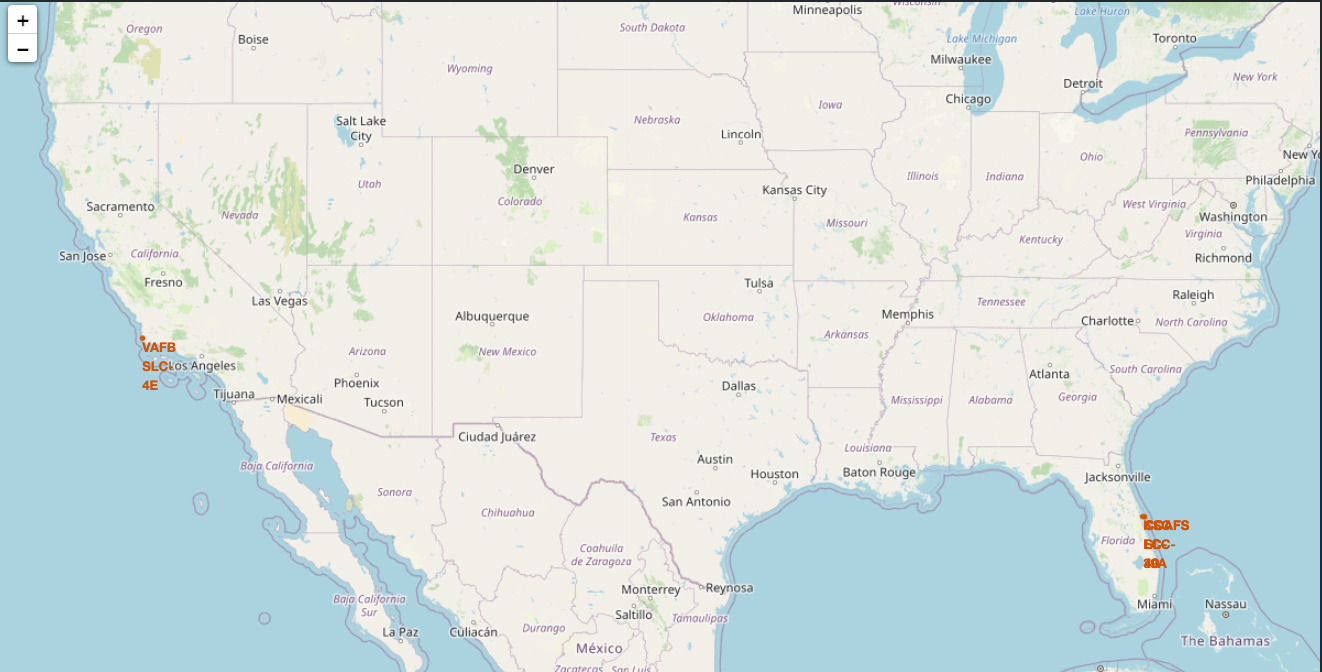 +
−
Oregon
Boise
South Dakota
Minneapolis
Wisconsin
Lake Huron
Lake Michigan
Toronto
Wyoming
Milwaukee
Detroit
New York
Chicago
Iowa
Nebraska
Salt Lake
City
Lincoln
Pennsylvania
New Yo
Ohio
Denver
Utah
Illinois
Indiana
Philadelphia
Kansas City
Colorado
West Virginia
Sacramento
Nevada
Kansas
Missouri
Washington
Virginia
Kentucky
San Jose
California
Richmond
Fresno
Tulsa
Las Vegas
Raleigh
Tennessee
Albuquerque
Oklahoma
Memphis
Charlotte
North Carolina
Arkansas
VAFB
SLC-
4E
Los Angeles
Arizona
New Mexico
South Carolina
Atlanta
Phoenix
Dallas
Tijuana
Mexicali
Tucson
Mississippi
Alabama
Georgia
Ciudad Juárez
Texas
Louisiana
Austin
Baja California
Houston
Baton Rouge
Jacksonville
Sonora
San Antonio
Chihuahua
Florida
Coahuila
de Zaragoza
Monterrey
Reynosa
Baja California
Sur
Miami
Nassau
Saltillo
Tamaulipas
La Paz
Culiacán
Durango
México
The Bahamas
Zacatecas
San Luis